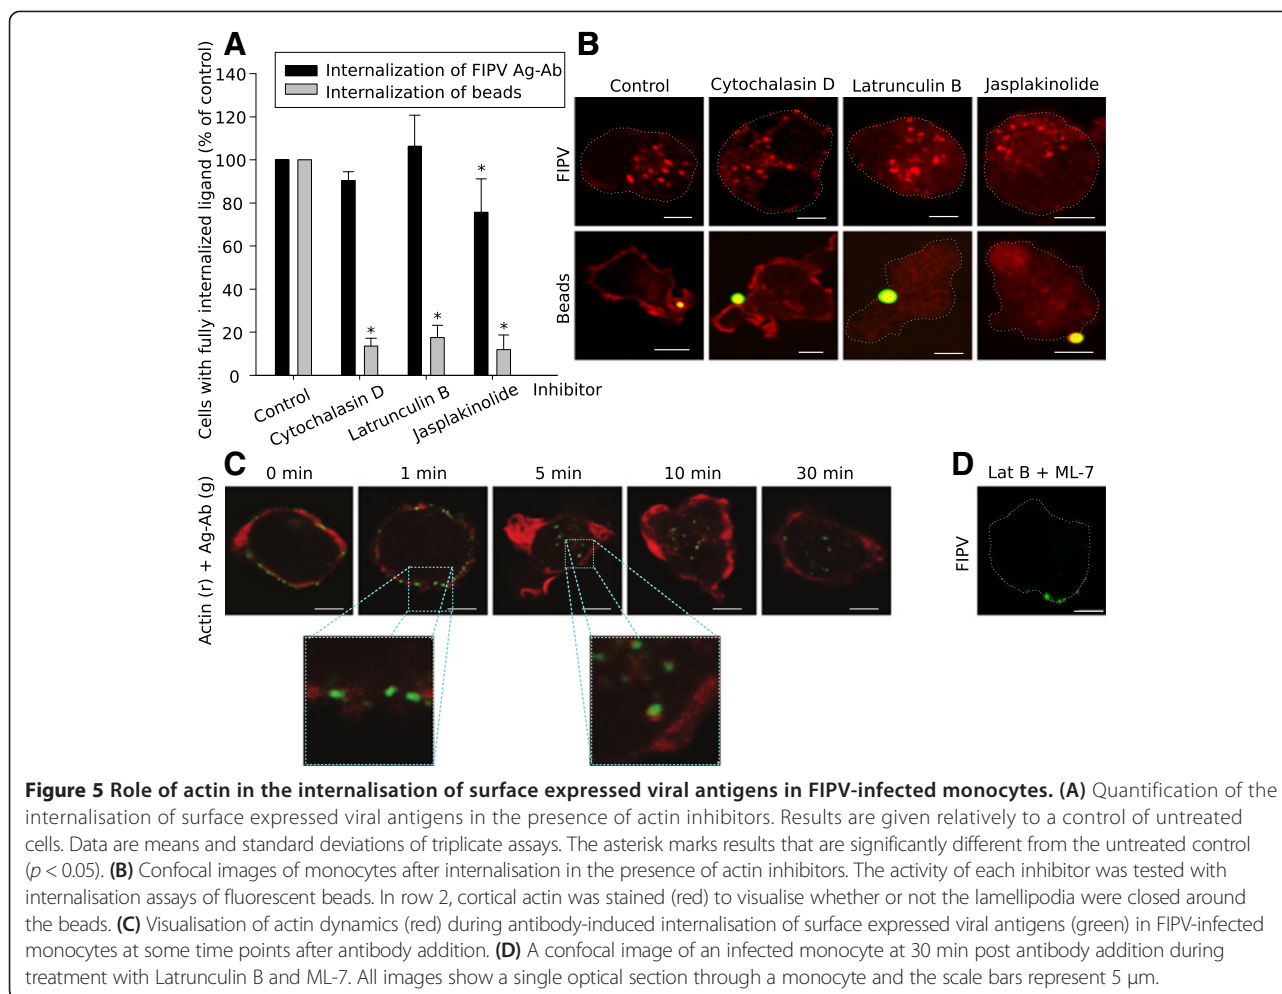 A
Cells with fully internalized ligand (% of control)
140
120
100
80
60
40
20
0
Internalization of FIPV Ag-Ab
Internalization of beads
*
*
*
*
Control
Cytochalasin D
Latrunculin B
Jasplakinolide
Inhibitor
B
Control
Cytochalasin D
Latrunculin B
Jasplakinolide
FIPV
Beads
C
0 min
1 min
5 min
10 min
30 min
Actin (r) + Ag-Ab (g)
D
Lat B + ML-7
FIPV
Figure 5 Role of actin in the internalisation of surface expressed viral antigens in FIPV-infected monocytes. (A) Quantification of the
internalisation of surface expressed viral antigens in the presence of actin inhibitors. Results are given relatively to a control of untreated
cells. Data are means and standard deviations of triplicate assays. The asterisk marks results that are significantly different from the untreated control
(p < 0.05). (B) Confocal images of monocytes after internalisation in the presence of actin inhibitors. The activity of each inhibitor was tested with
internalisation assays of fluorescent beads. In row 2, cortical actin was stained (red) to visualise whether or not the lamellipodia were closed around
the beads. (C) Visualisation of actin dynamics (red) during antibody-induced internalisation of surface expressed viral antigens (green) in FIPV-infected
monocytes at some time points after antibody addition. (D) A confocal image of an infected monocyte at 30 min post antibody addition during
treatment with Latrunculin B and ML-7. All images show a single optical section through a monocyte and the scale bars represent 5 μm.